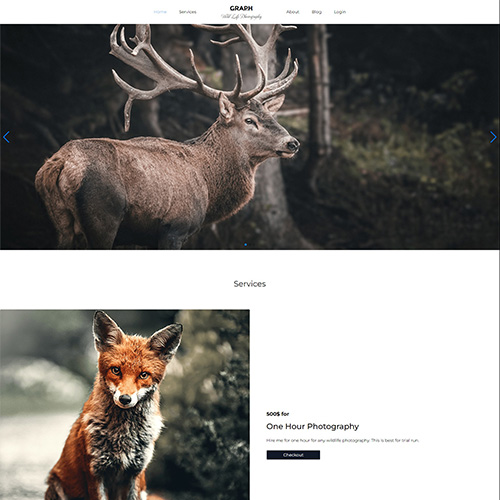 Home Services GRAPH About Blog Login
Wild Life Photography
Services
500$ for
One Hour Photography
Hire me for one hour for any wildlife photography. This is best for trial run.
Checkout